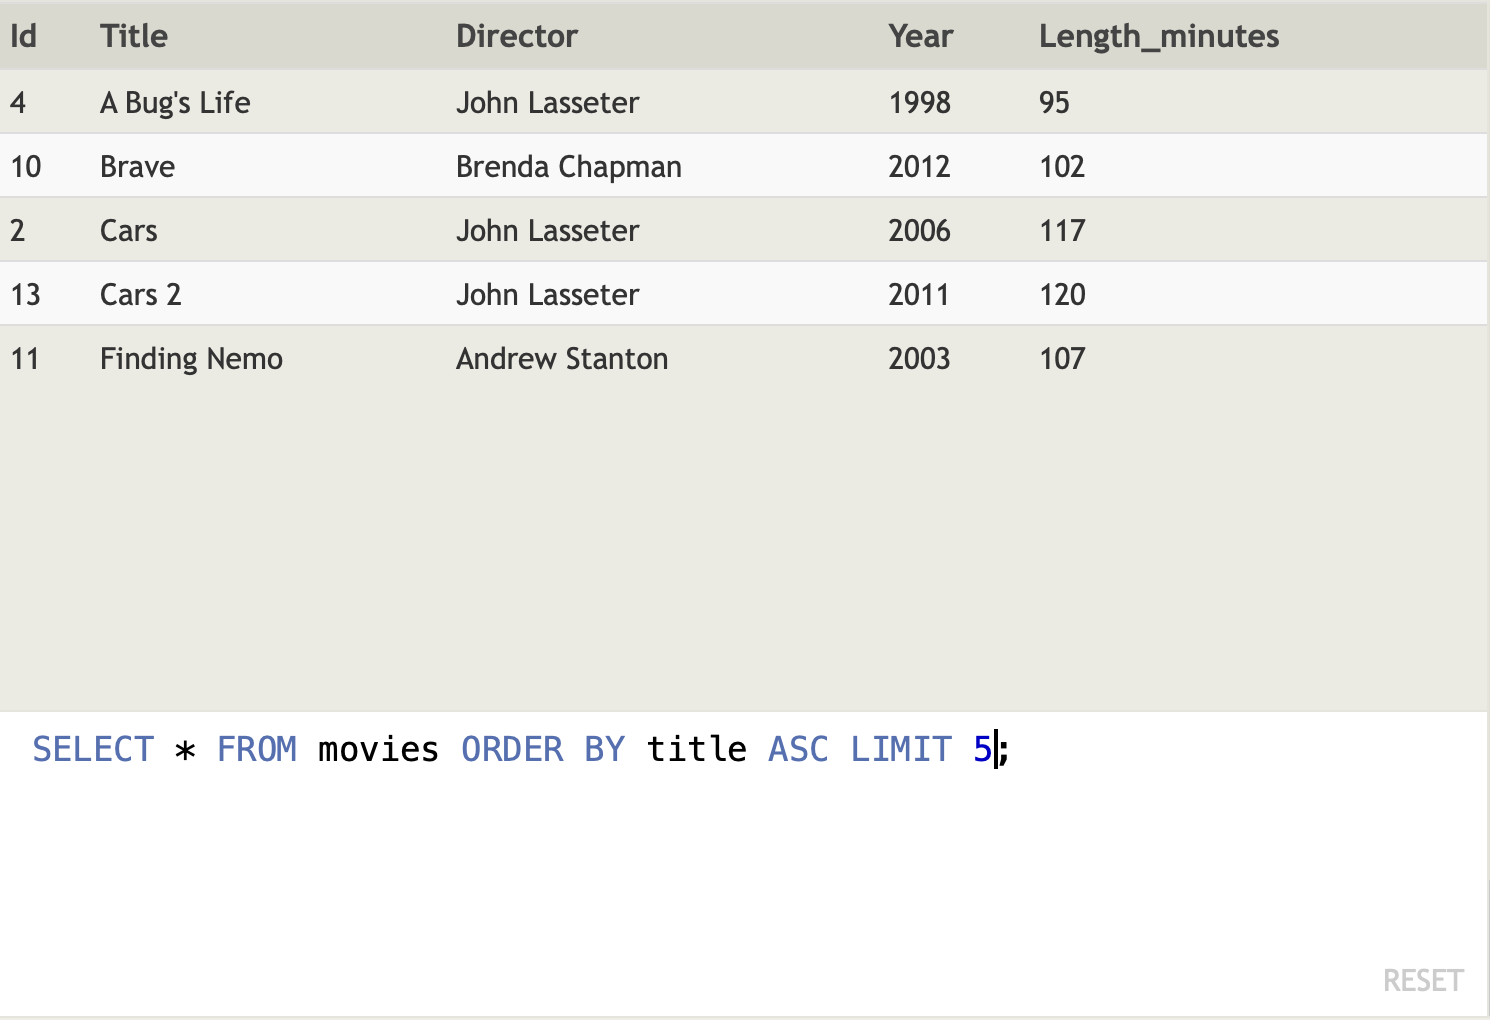 Id Title Director Year Length_minutes
4 A Bug's Life John Lasseter 1998 95
10 Brave Brenda Chapman 2012 102
2 Cars John Lasseter 2006 117
13 Cars 2 John Lasseter 2011 120
11 Finding Nemo Andrew Stanton 2003 107
SELECT * FROM movies ORDER BY title ASC LIMIT 5;
RESET